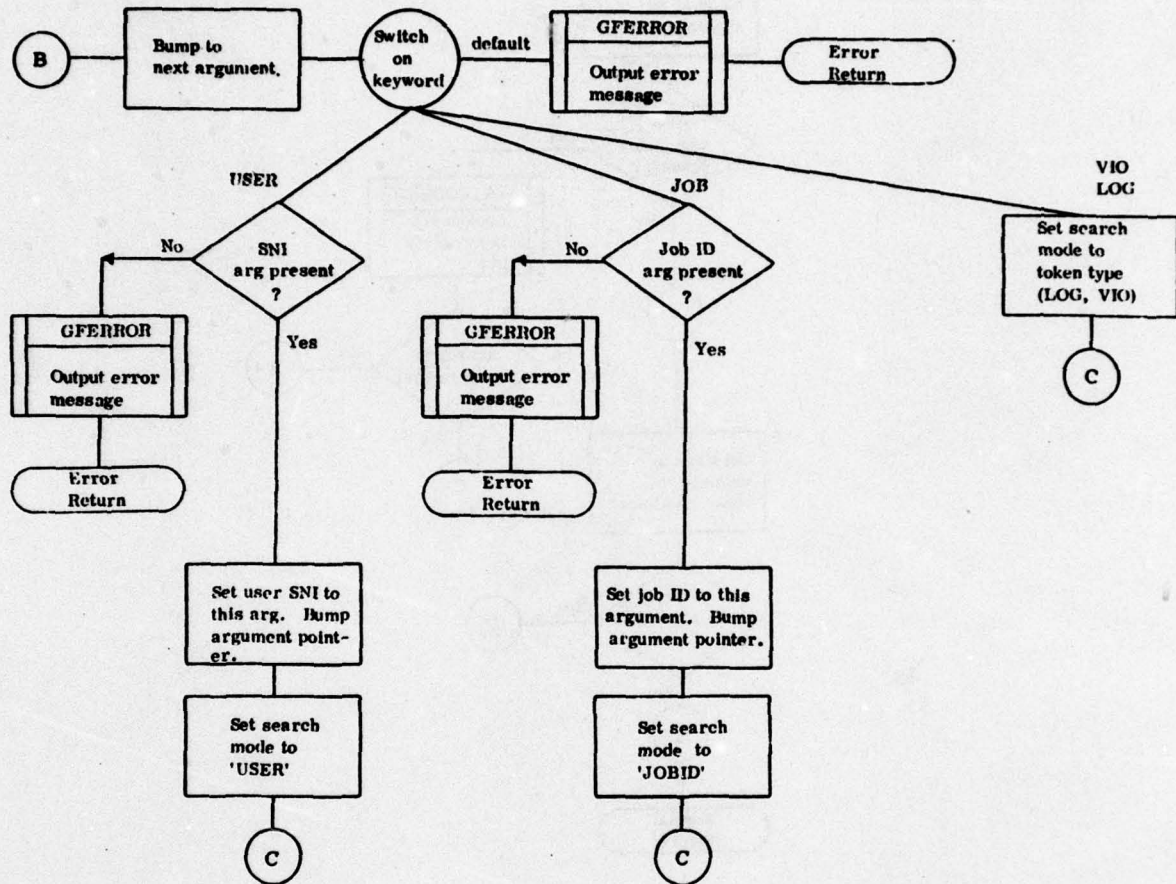 B
Bump to
next argument.
Switch
on
keyword
default
GFERROR
Output error
message
Error
Return
USER
JOB
VIO
LOG
No
SNI
arg present
?
Yes
GFERROR
Output error
message
Error
Return
No
Job ID
arg present
?
Yes
GFERROR
Output error
message
Error
Return
Set search
mode to
token type
(LOG, VIO)
C
Set user SNI to
this arg. Bump
argument point-
er.
Set search
mode to
'USER'
C
Set job ID to this
argument. Bump
argument pointer.
Set search
mode to
'JOBID'
C